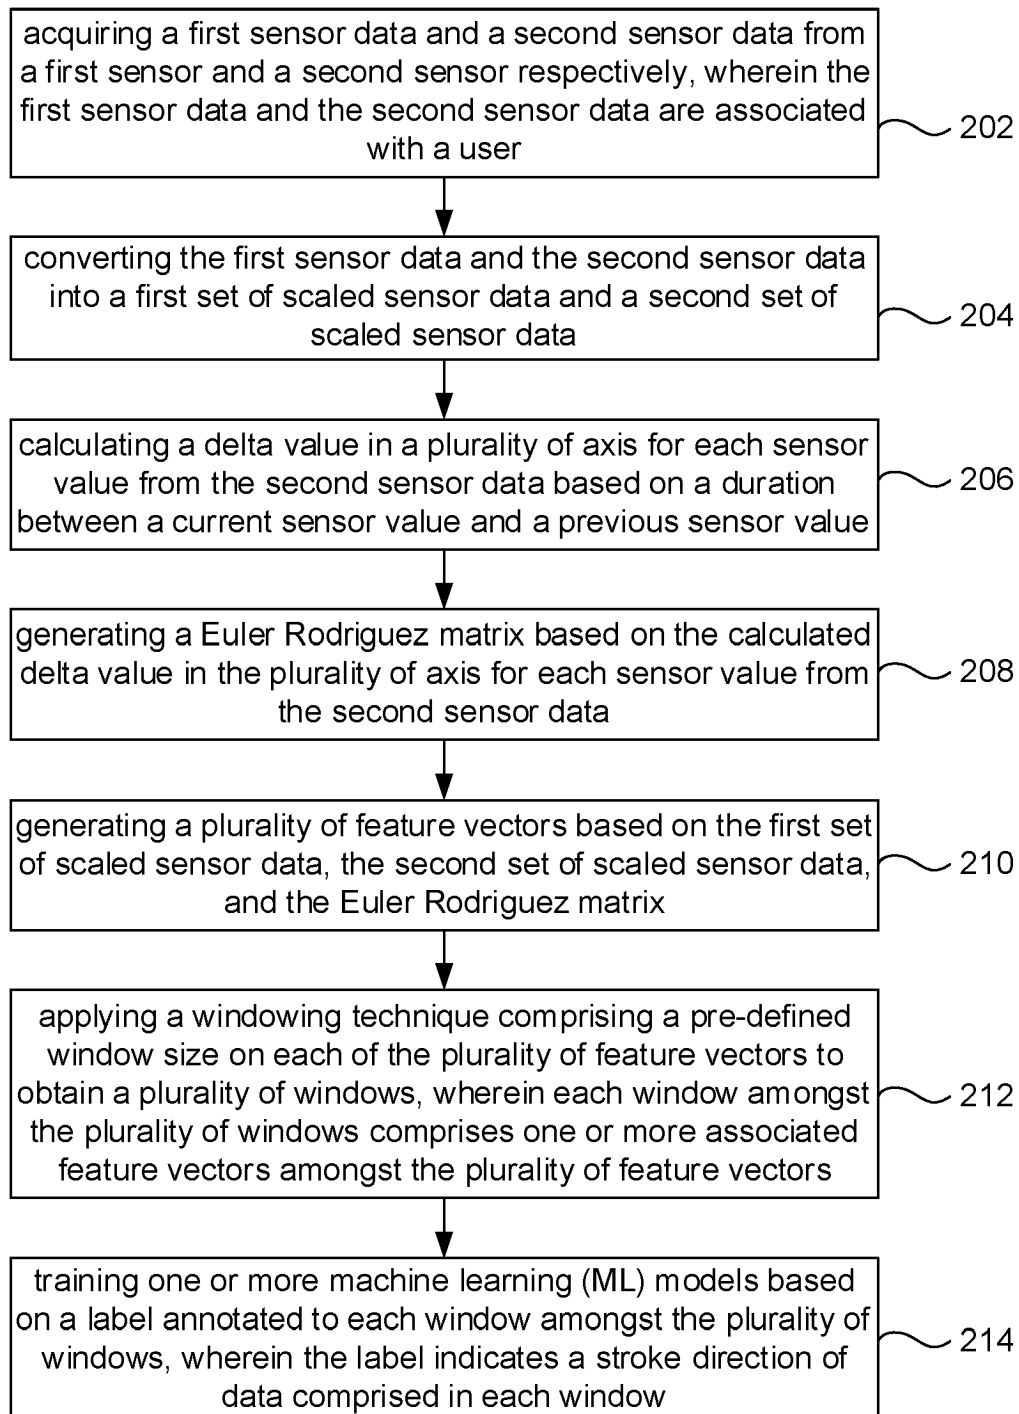 acquiring a first sensor data and a second sensor data from
a first sensor and a second sensor respectively, wherein the
first sensor data and the second sensor data are associated
with a user
202
converting the first sensor data and the second sensor data
into a first set of scaled sensor data and a second set of
scaled sensor data
204
calculating a delta value in a plurality of axis for each sensor
value from the second sensor data based on a duration
between a current sensor value and a previous sensor value
206
generating a Euler Rodriguez matrix based on the calculated
delta value in the plurality of axis for each sensor value from
the second sensor data
208
generating a plurality of feature vectors based on the first set
of scaled sensor data, the second set of scaled sensor data,
and the Euler Rodriguez matrix
210
applying a windowing technique comprising a pre-defined
window size on each of the plurality of feature vectors to
obtain a plurality of windows, wherein each window amongst
the plurality of windows comprises one or more associated
feature vectors amongst the plurality of feature vectors
212
training one or more machine learning (ML) models based
on a label annotated to each window amongst the plurality of
windows, wherein the label indicates a stroke direction of
data comprised in each window
214